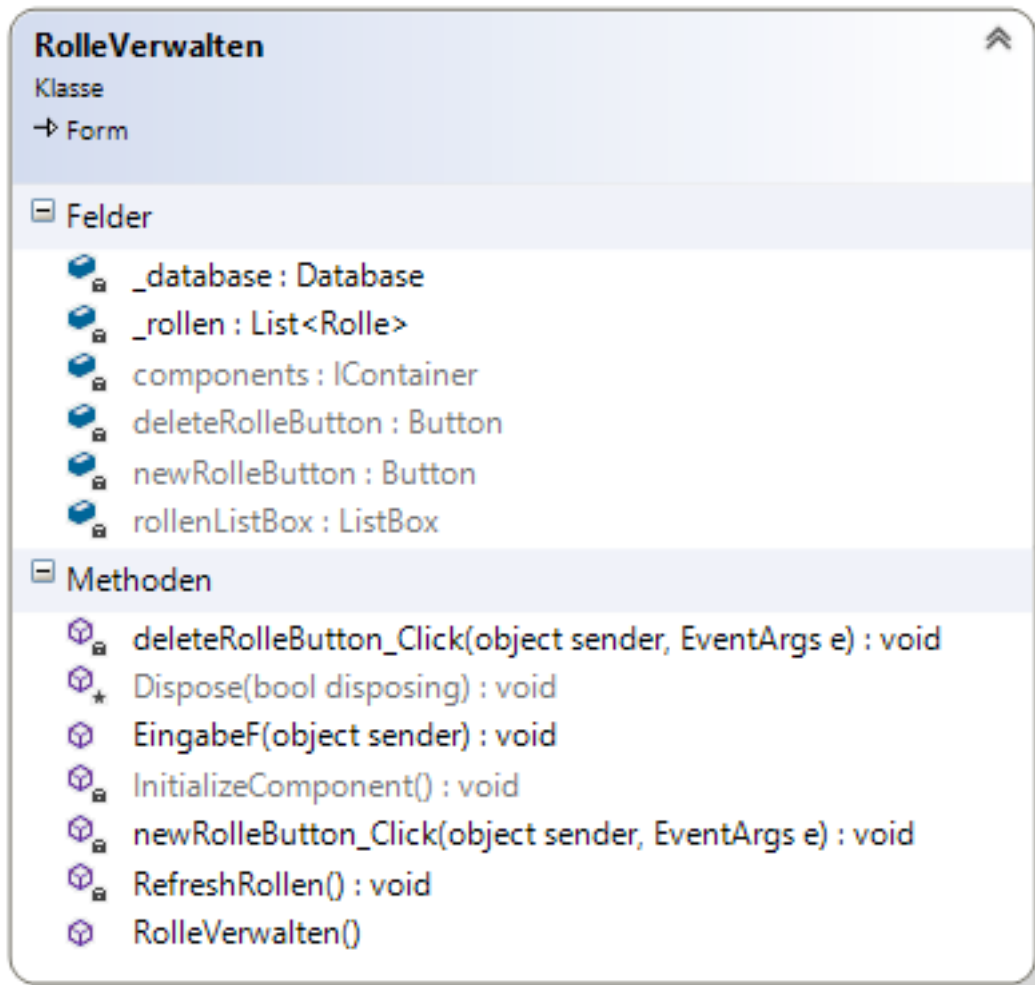 RolleVerwalten
Klasse
Form
Felder
_database : Database
_rollen : List<Rolle>
components : IContainer
deleteRolleButton : Button
newRolleButton : Button
rollenListBox : ListBox
Methoden
deleteRolleButton_Click(object sender, EventArgs e) : void
Dispose(bool disposing) : void
EingabeF(object sender) : void
InitializeComponent() : void
newRolleButton_Click(object sender, EventArgs e) : void
RefreshRollen() : void
RolleVerwalten()